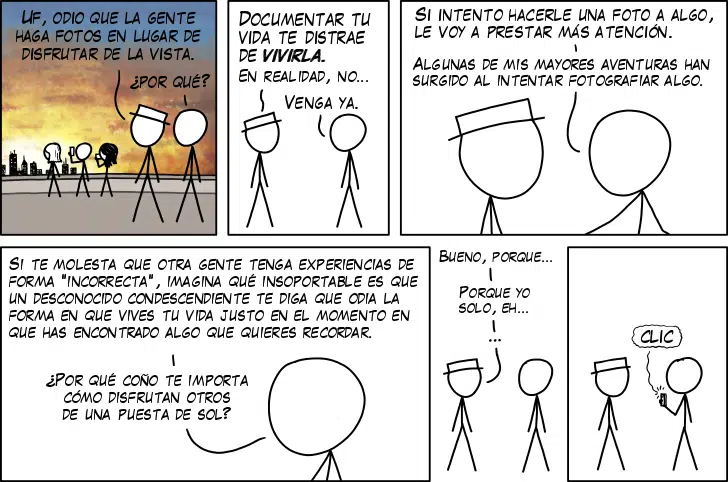 UF, ODIO QUE LA GENTE
HAGA FOTOS EN LUGAR DE
DISFRUTAR DE LA VISTA.
¿POR QUÉ?
DOCUMENTAR TU
VIDA TE DISTRAE
DE VIVIRLA.
EN REALIDAD, NO...
VENGA YA.
SI INTENTO HACERLE UNA FOTO A ALGO,
LE VOY A PRESTAR MÁS ATENCIÓN.
ALGUNAS DE MIS MAYORES AVENTURAS HAN
SURGIDO AL INTENTAR FOTOGRAFIAR ALGO.
SI TE MOLESTA QUE OTRA GENTE TENGA EXPERIENCIAS DE
FORMA "INCORRECTA", IMAGINA QUÉ INSOPORTABLE ES QUE
UN DESCONOCIDO CONDESCENDIENTE TE DIGA QUE ODIA LA
FORMA EN QUE VIVES TU VIDA JUSTO EN EL MOMENTO EN
QUE HAS ENCONTRADO ALGO QUE QUIERES RECORDAR.
¿POR QUÉ COÑO TE IMPORTA
CÓMO DISFRUTAN OTROS
DE UNA PUESTA DE SOL?
BUENO, PORQUE...
PORQUE YO
SOLO, EH...
...
CLIC